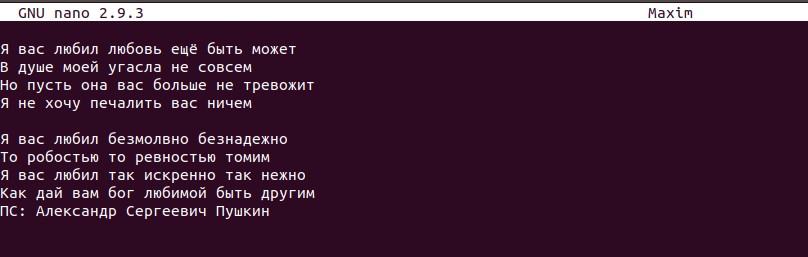 GNU nano 2.9.3 Maxim
Я вас любил любовь ещё быть может
В душе моей угасла не совсем
Но пусть она вас больше не тревожит
Я не хочу печалить вас ничем
Я вас любил безмолвно безнадежно
То робостью то ревностью томим
Я вас любил так искренно так нежно
Как дай вам бог любимой быть другим
ПС: Александр Сергеевич Пушкин